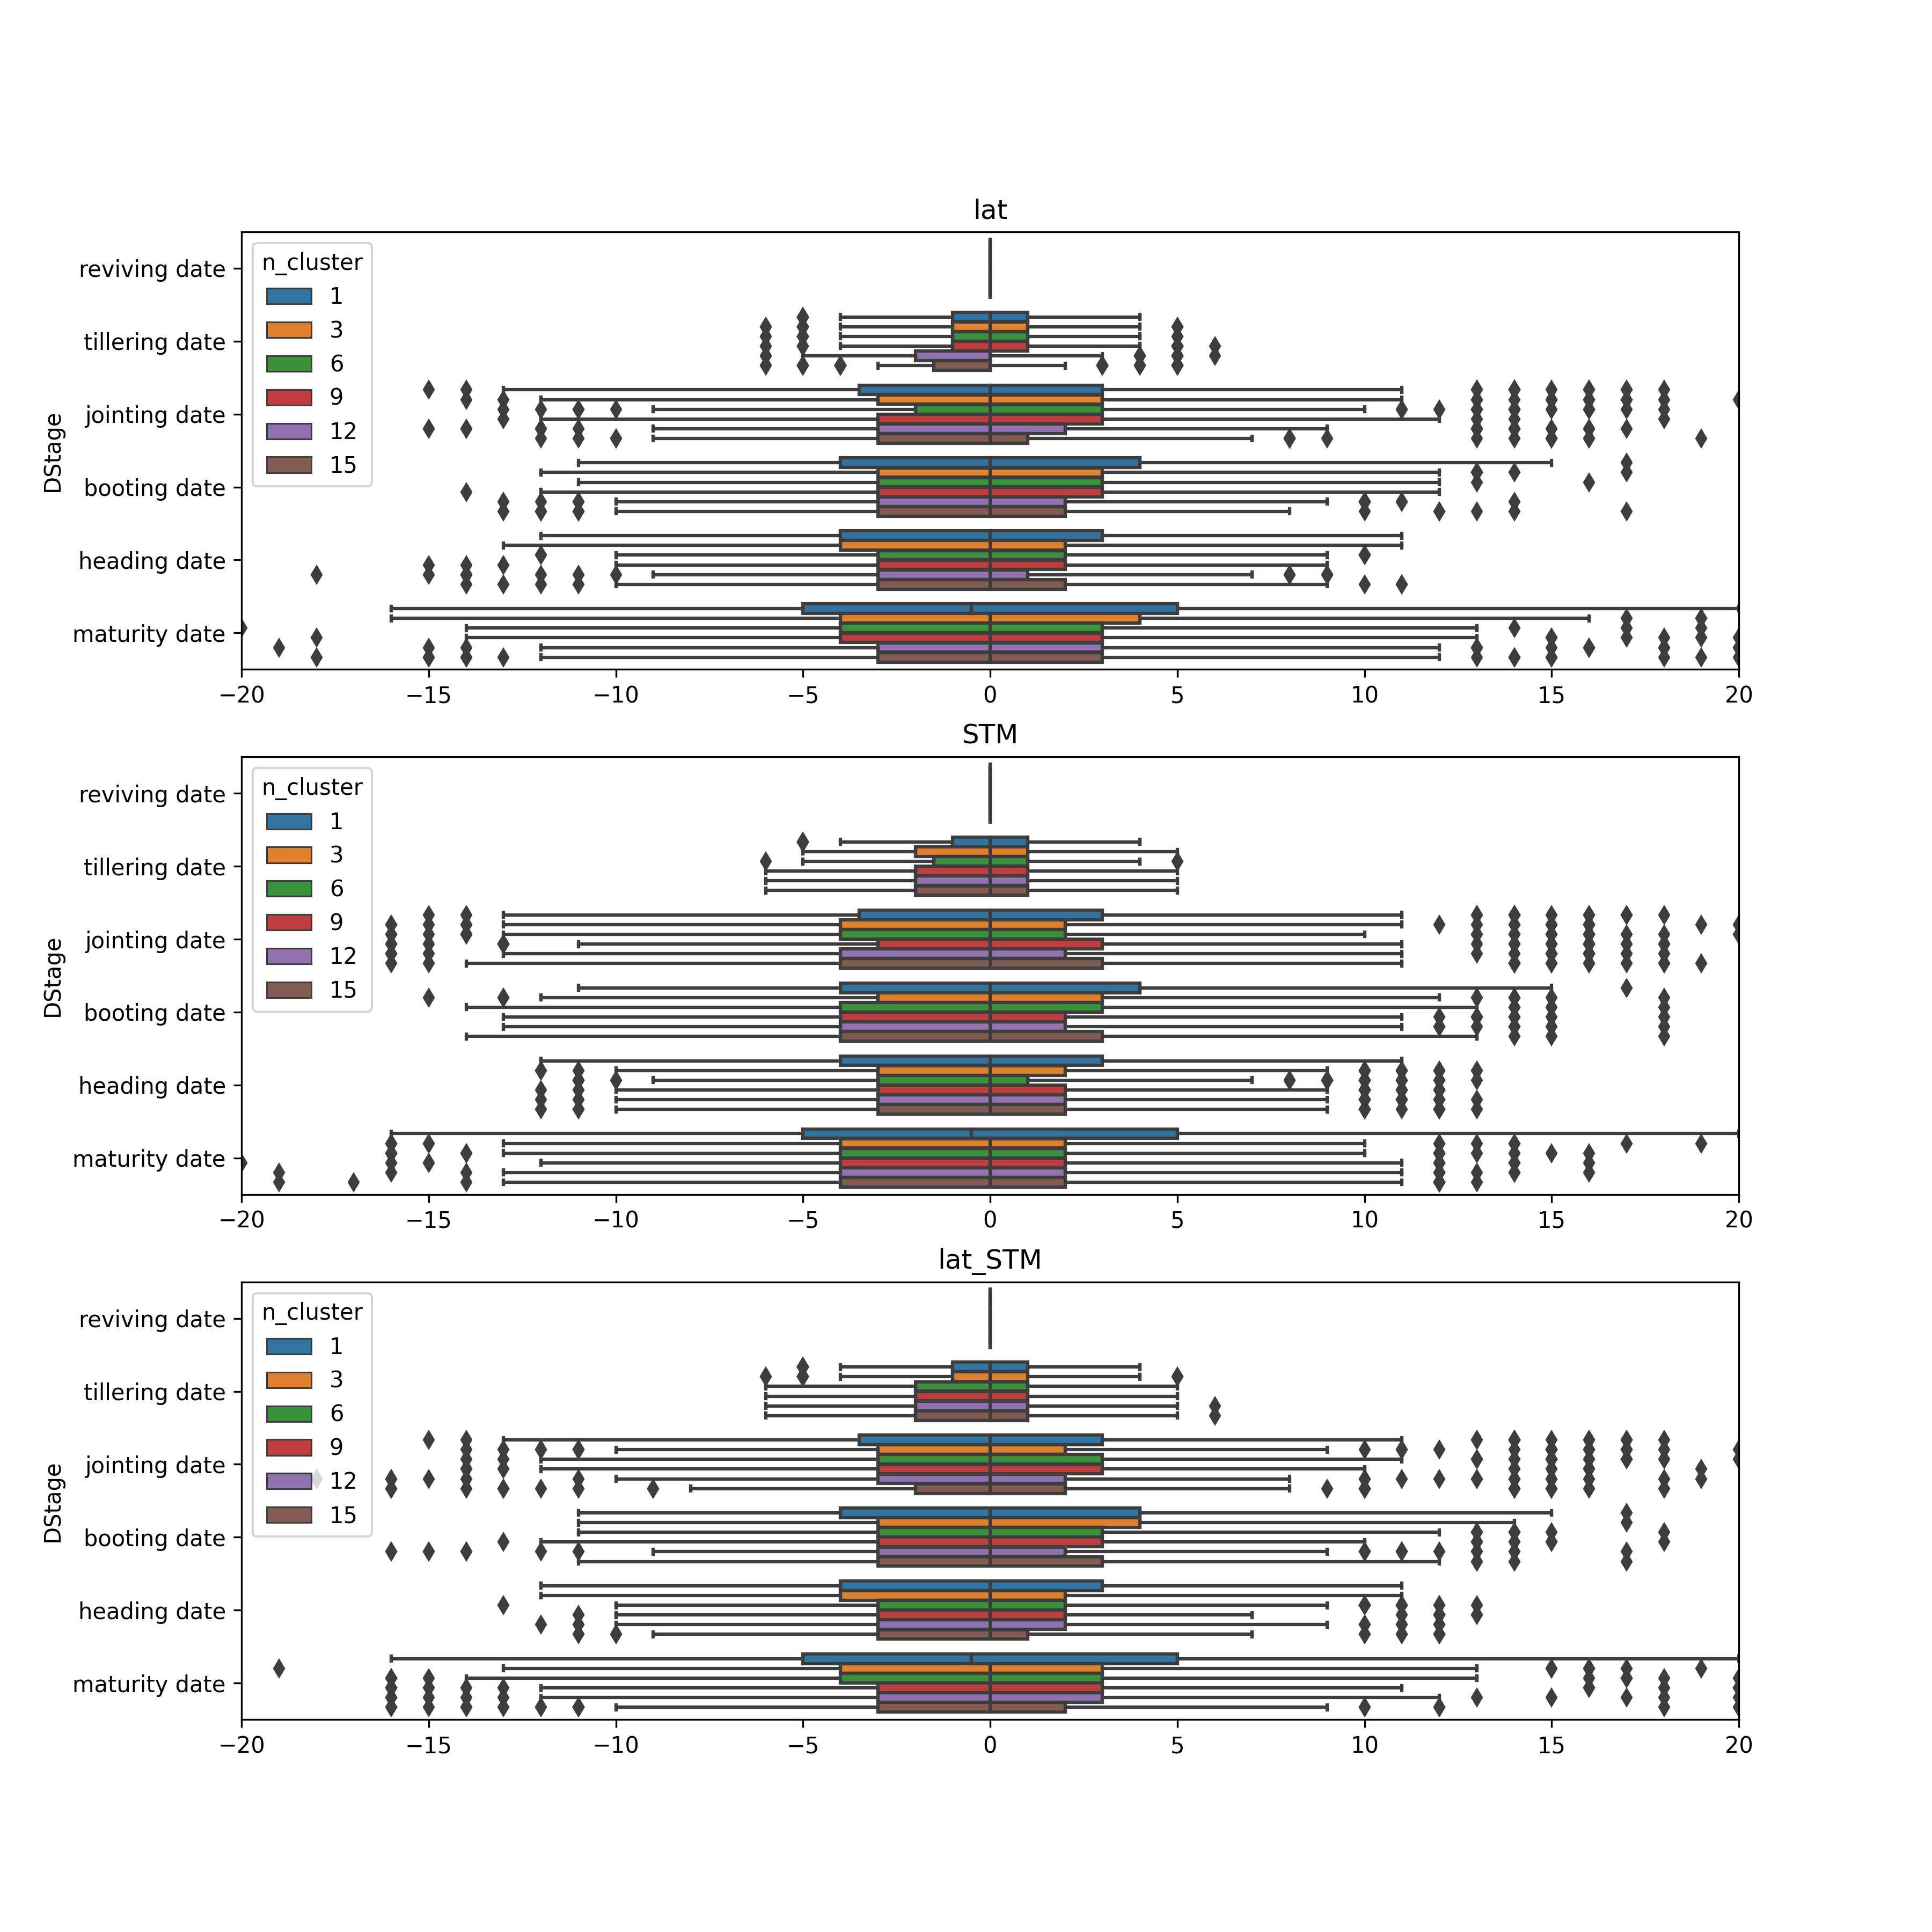 lat
DStage
reviving date
tillering date
jointing date
booting date
heading date
maturity date
n_cluster
1
3
6
9
12
15
−20 −15 −10 −5 0 5 10 15 20
STM
DStage
reviving date
tillering date
jointing date
booting date
heading date
maturity date
n_cluster
1
3
6
9
12
15
−20 −15 −10 −5 0 5 10 15 20
lat_STM
DStage
reviving date
tillering date
jointing date
booting date
heading date
maturity date
n_cluster
1
3
6
9
12
15
−20 −15 −10 −5 0 5 10 15 20